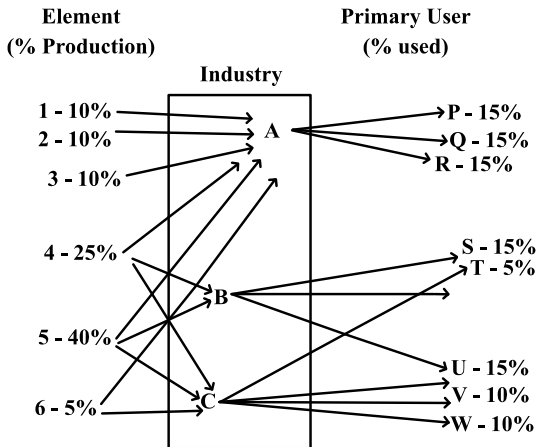 Element
(% Production)
Primary User
(% used)
Industry
1 - 10%
2 - 10%
3 - 10%
4 - 25%
5 - 40%
6 - 5%
A
B
C
P - 15%
Q - 15%
R - 15%
S - 15%
T - 5%
U - 15%
V - 10%
W - 10%